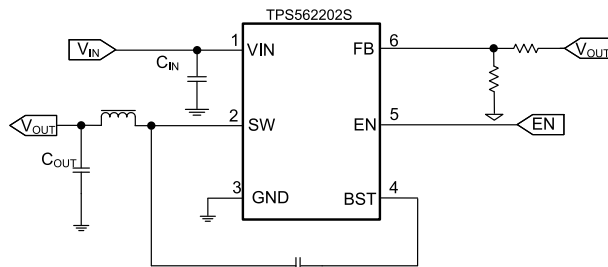 TPS562202S
VIN
CIN
1
VIN
FB
6
VOUT
VOUT
COUT
2
SW
EN
5
EN
3
GND
BST
4